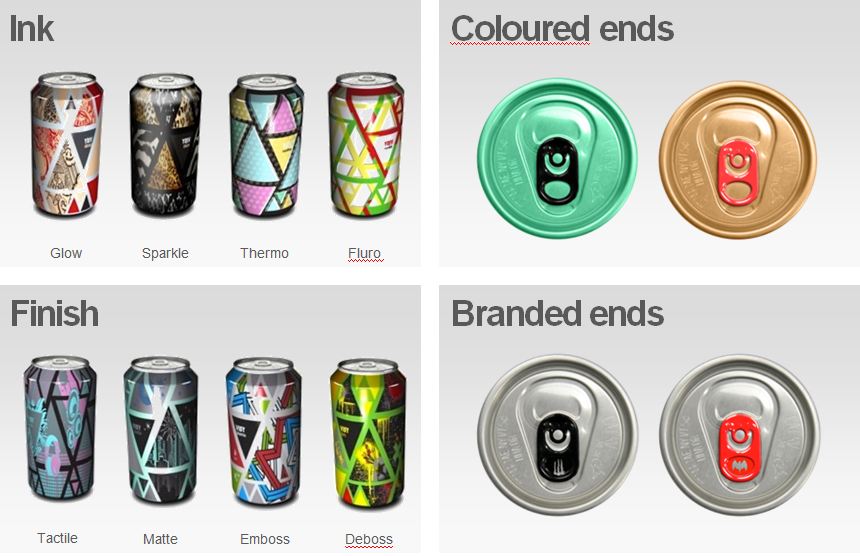 Ink
Glow
Sparkle
Thermo
Fluro
Coloured ends
Finish
Tactile
Matte
Emboss
Deboss
Branded ends